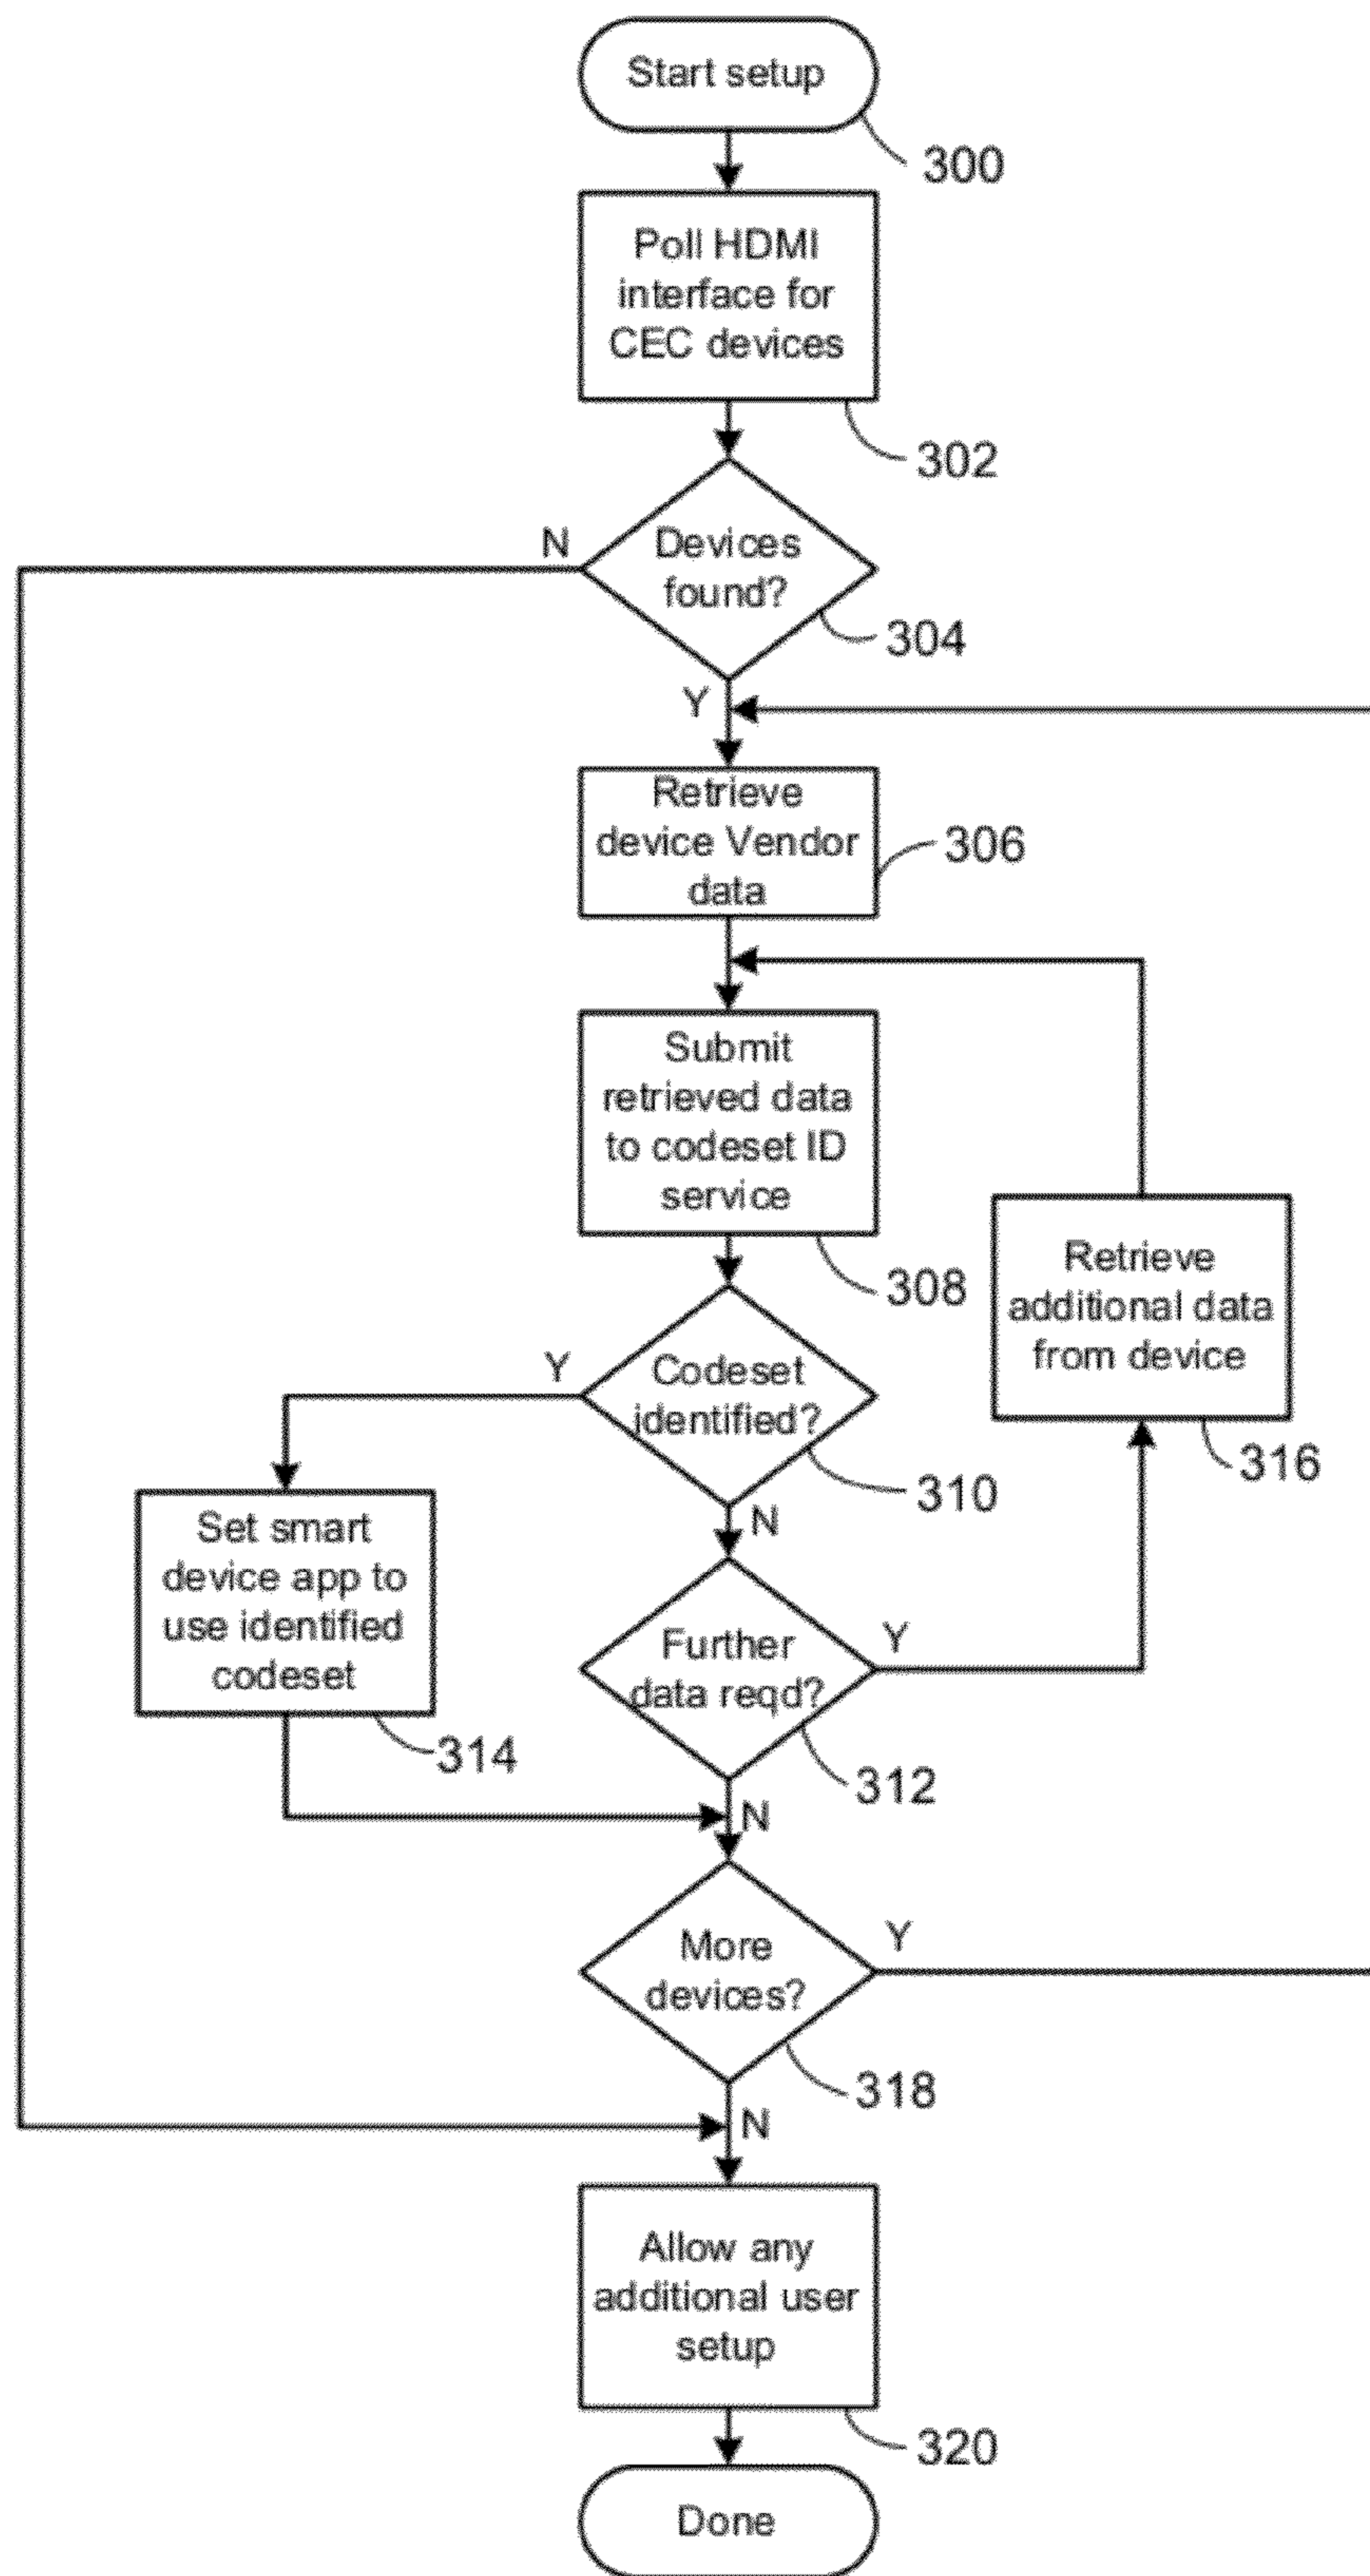 Start setup
300
Poll HDMI
interface for
CEC devices
302
N
Devices
found?
304
Y
Retrieve
device Vendor
data
306
Submit
retrieved data
to codeset ID
service
308
Retrieve
additional data
from device
316
Y
Codeset
identified?
310
N
Set smart
device app to
use identified
codeset
314
Further
data reqd?
Y
312
N
More
devices?
Y
318
N
Allow any
additional user
setup
320
Done